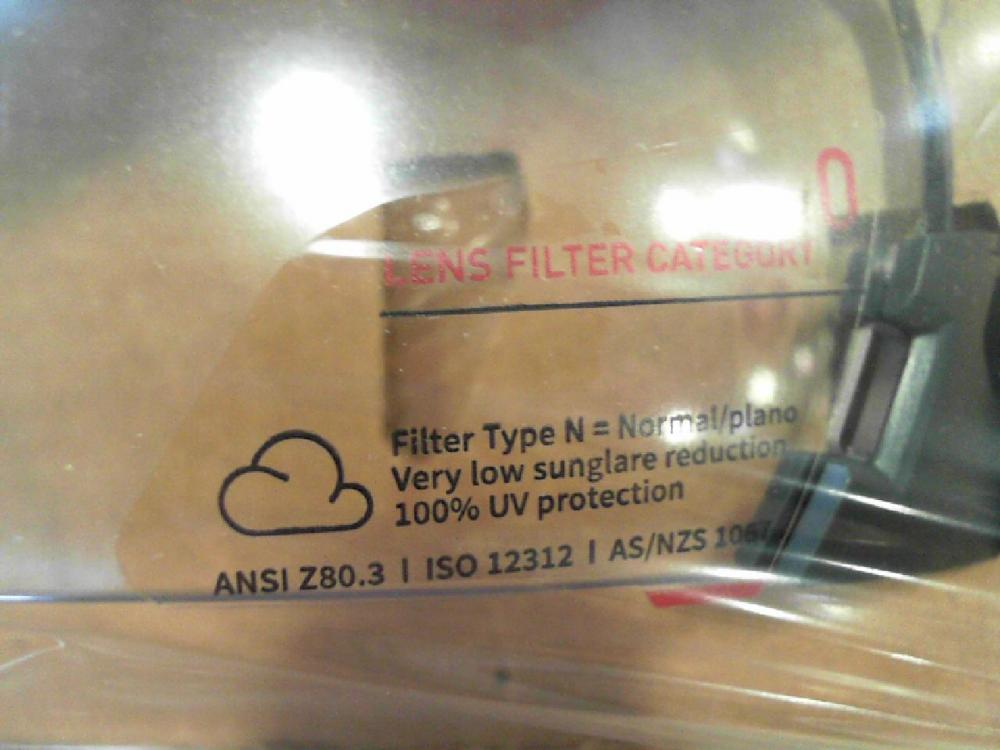 0
LENS FILTER CATEGORY
Filter Type N = Normal/plano
Very low sunglare reduction
100% UV protection
ANSI Z80.3 | ISO 12312 | AS/NZS